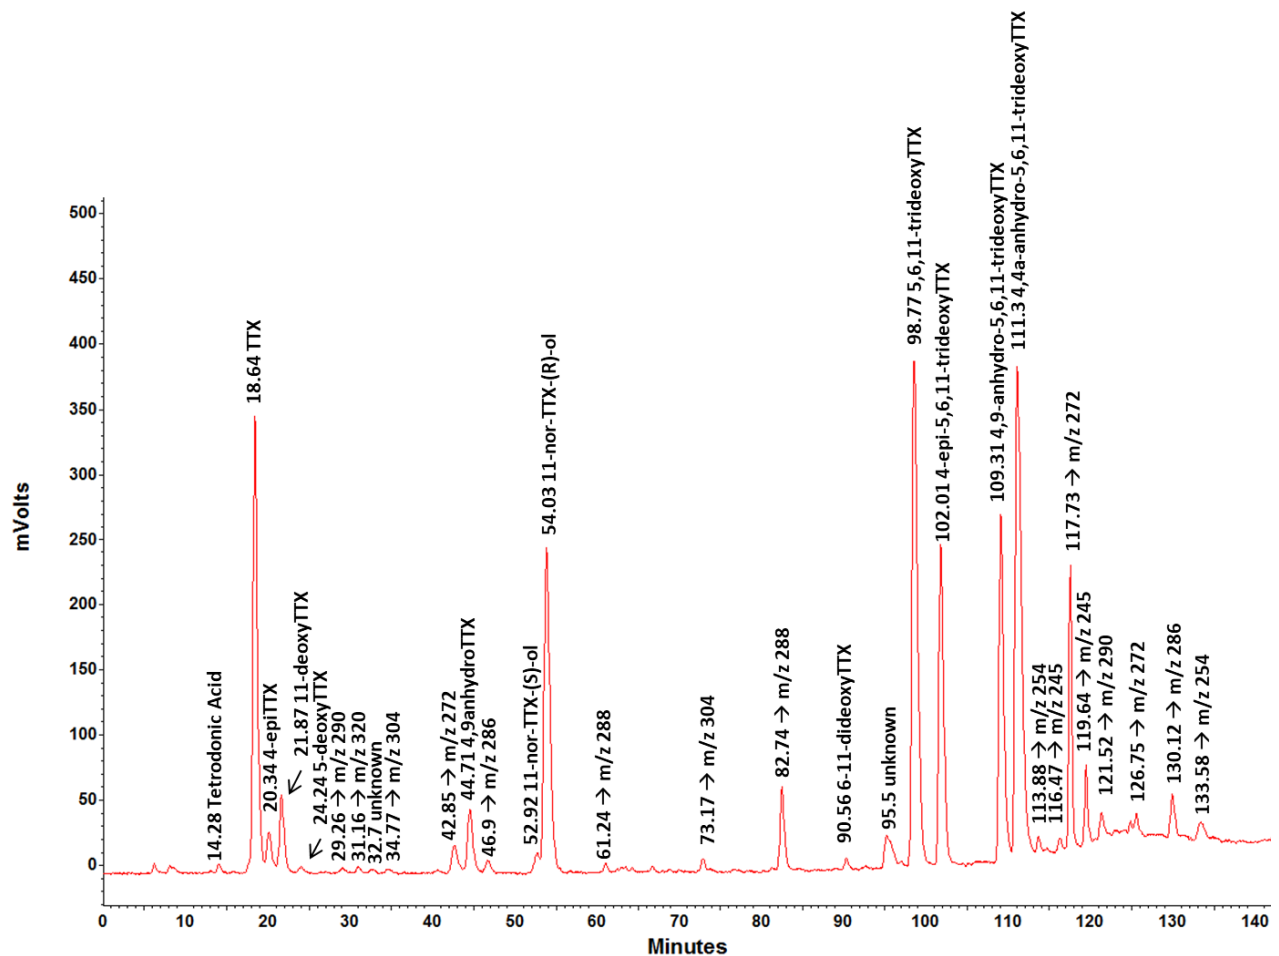 500
450
400
350
300
250
200
150
100
50
0
mVolts
14.28 Tetrodonic Acid
18.64 TTX
20.34 4-epiTTX
21.87 11-deoxyTTX
24.24 5-deoxyTTX
29.26 → m/z 290
31.16 → m/z 320
32.7 unknown
34.77 → m/z 304
42.85 → m/z 272
44.71 4,9anhydroTTX
46.9 → m/z 286
52.92 11-nor-TTX-(S)-ol
54.03 11-nor-TTX-(R)-ol
61.24 → m/z 288
73.17 → m/z 304
82.74 → m/z 288
90.56 6-11-dideoxyTTX
95.5 unknown
98.77 5,6,11-trideoxyTTX
102.01 4-epi-5,6,11-trideoxyTTX
109.31 4,9-anhydro-5,6,11-trideoxyTTX
111.3 4,4a-anhydro-5,6,11-trideoxyTTX
113.88 → m/z 254
116.47 → m/z 245
117.73 → m/z 272
119.64 → m/z 245
121.52 → m/z 290
126.75 → m/z 272
130.12 → m/z 286
133.58 → m/z 254
0 10 20 30 40 50 60 70 80 90 100 110 120 130 140
Minutes